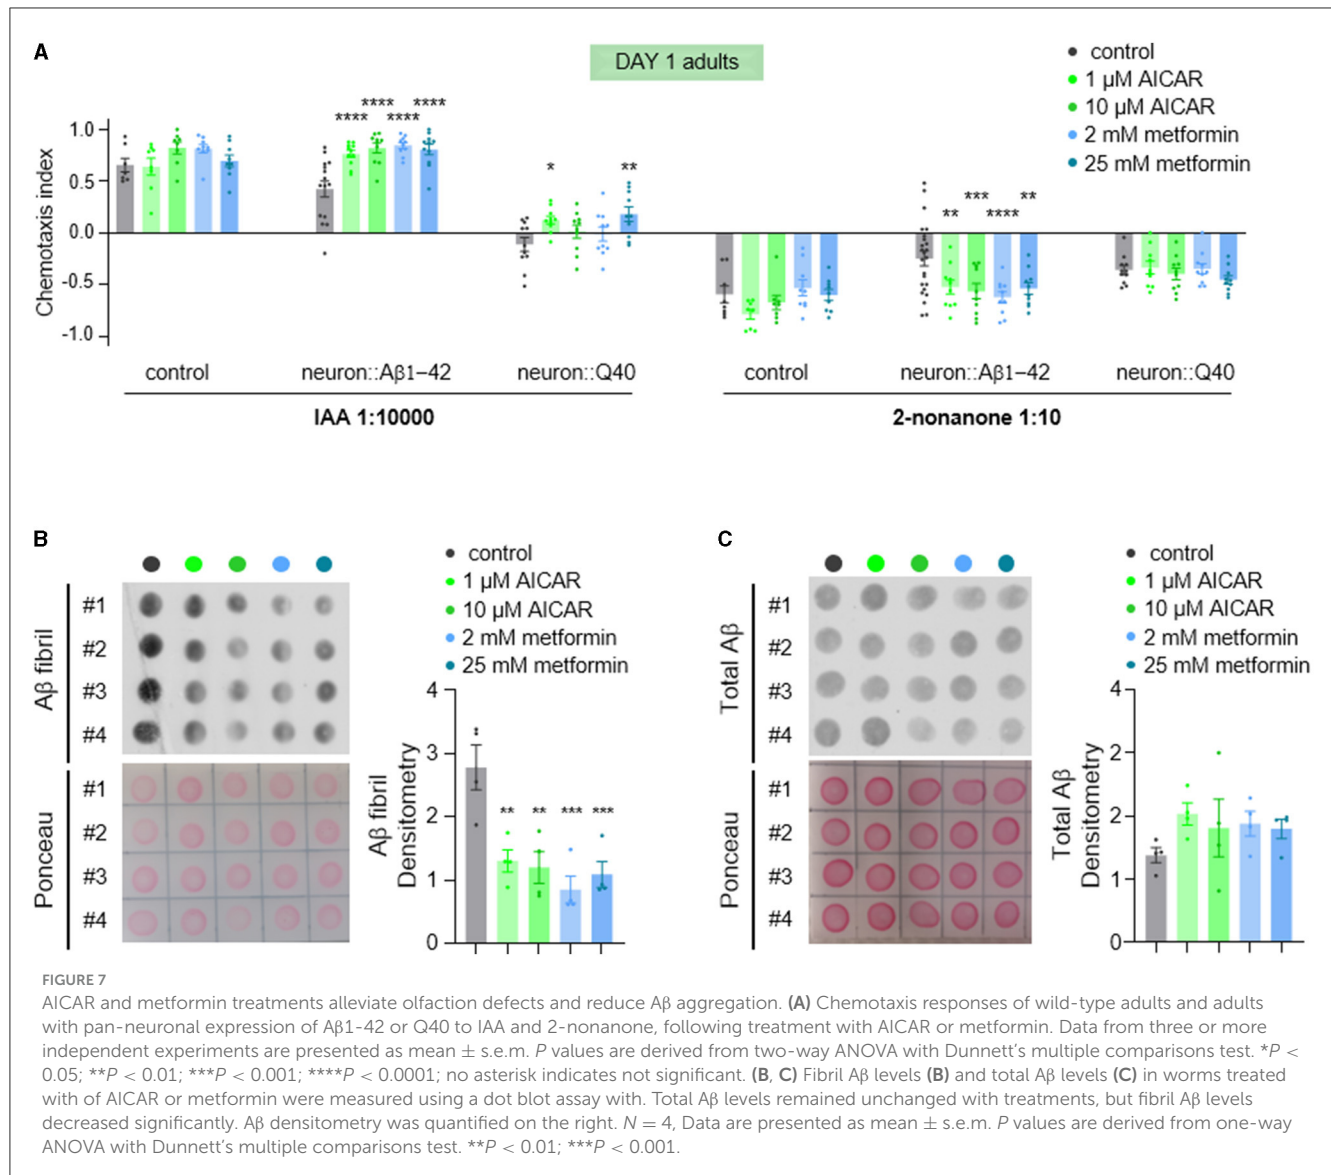 A
DAY 1 adults
control
1 µM AICAR
10 µM AICAR
2 mM metformin
25 mM metformin
Chemotaxis index
1.0
0.5
0.0
-0.5
-1.0
**** **** **** ****
* **
** *** **** **
control neuron::Aβ1–42 neuron::Q40 control neuron::Aβ1–42 neuron::Q40
IAA 1:10000 2-nonanone 1:10
B
Aβ fibril
#1
#2
#3
#4
Ponceau
#1
#2
#3
#4
control
1 µM AICAR
10 µM AICAR
2 mM metformin
25 mM metformin
Aβ fibril
Densitometry
4
3
2
1
0
** ** *** ***
C
Total Aβ
#1
#2
#3
#4
Ponceau
#1
#2
#3
#4
control
1 µM AICAR
10 µM AICAR
2 mM metformin
25 mM metformin
Total Aβ
Densitometry
4
2
2
1
0
FIGURE 7
AICAR and metformin treatments alleviate olfaction defects and reduce Aβ aggregation. (A) Chemotaxis responses of wild-type adults and adults
with pan-neuronal expression of Aβ1-42 or Q40 to IAA and 2-nonanone, following treatment with AICAR or metformin. Data from three or more
independent experiments are presented as mean ± s.e.m. P values are derived from two-way ANOVA with Dunnett's multiple comparisons test. *P <
0.05; **P < 0.01; ***P < 0.001; ****P < 0.0001; no asterisk indicates not significant. (B, C) Fibril Aβ levels (B) and total Aβ levels (C) in worms treated
with of AICAR or metformin were measured using a dot blot assay with. Total Aβ levels remained unchanged with treatments, but fibril Aβ levels
decreased significantly. Aβ densitometry was quantified on the right. N = 4, Data are presented as mean ± s.e.m. P values are derived from one-way
ANOVA with Dunnett's multiple comparisons test. **P < 0.01; ***P < 0.001.